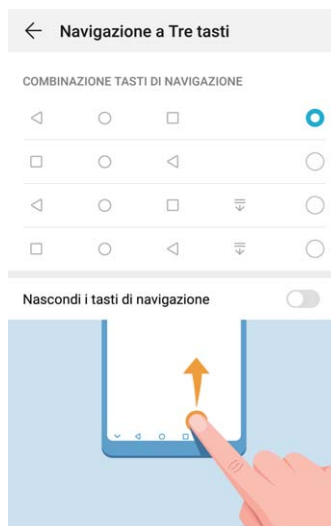 Navigazione a Tre tasti
COMBINAZIONE TASTI DI NAVIGAZIONE
Nascondi i tasti di navigazione